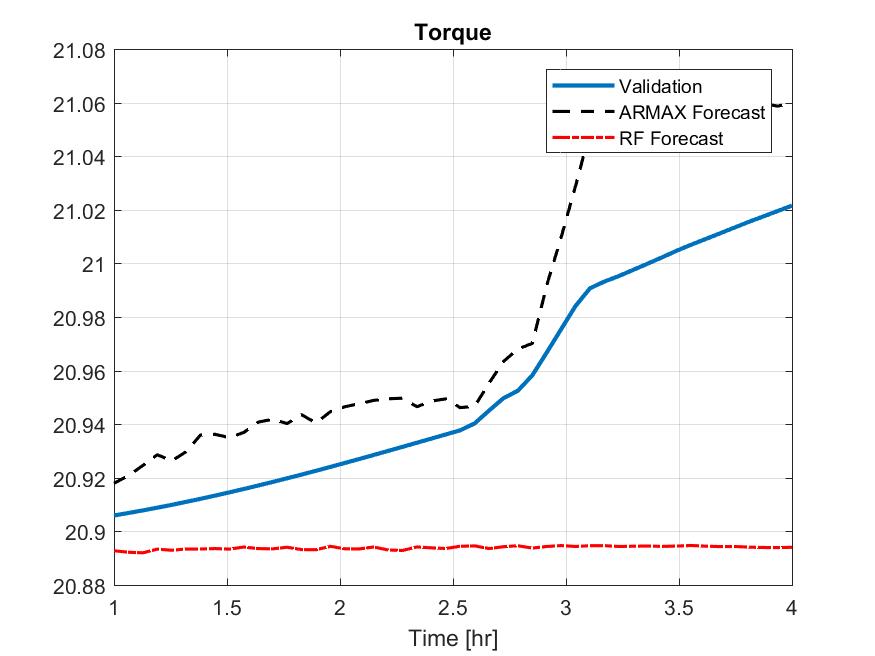 Torque
21.08
21.06
21.04
21.02
21
20.98
20.96
20.94
20.92
20.9
20.88
Validation
ARMAX Forecast
RF Forecast
1 1.5 2 2.5 3 3.5 4
Time [hr]